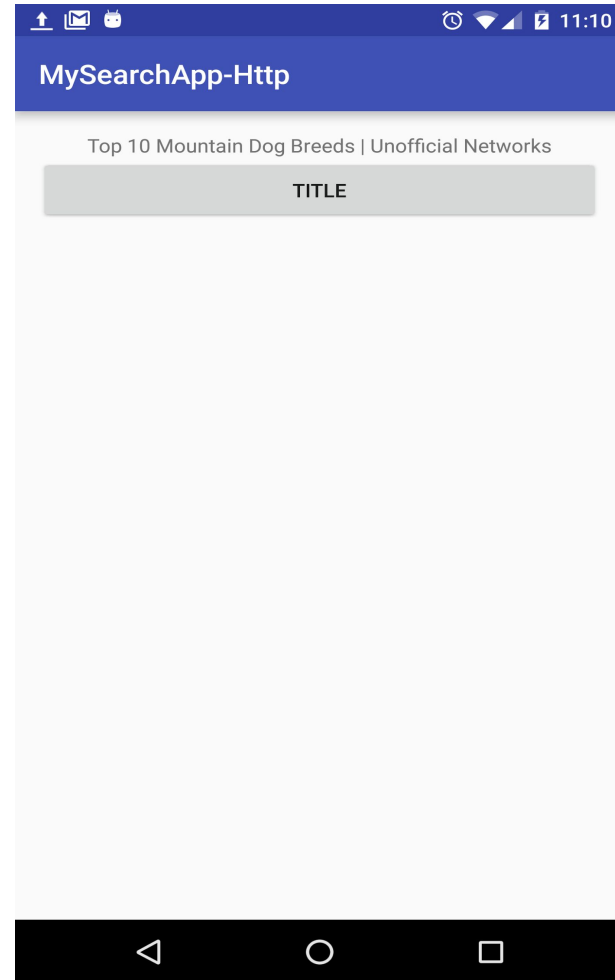 11:10
MySearchApp-Http
Top 10 Mountain Dog Breeds | Unofficial Networks
TITLE